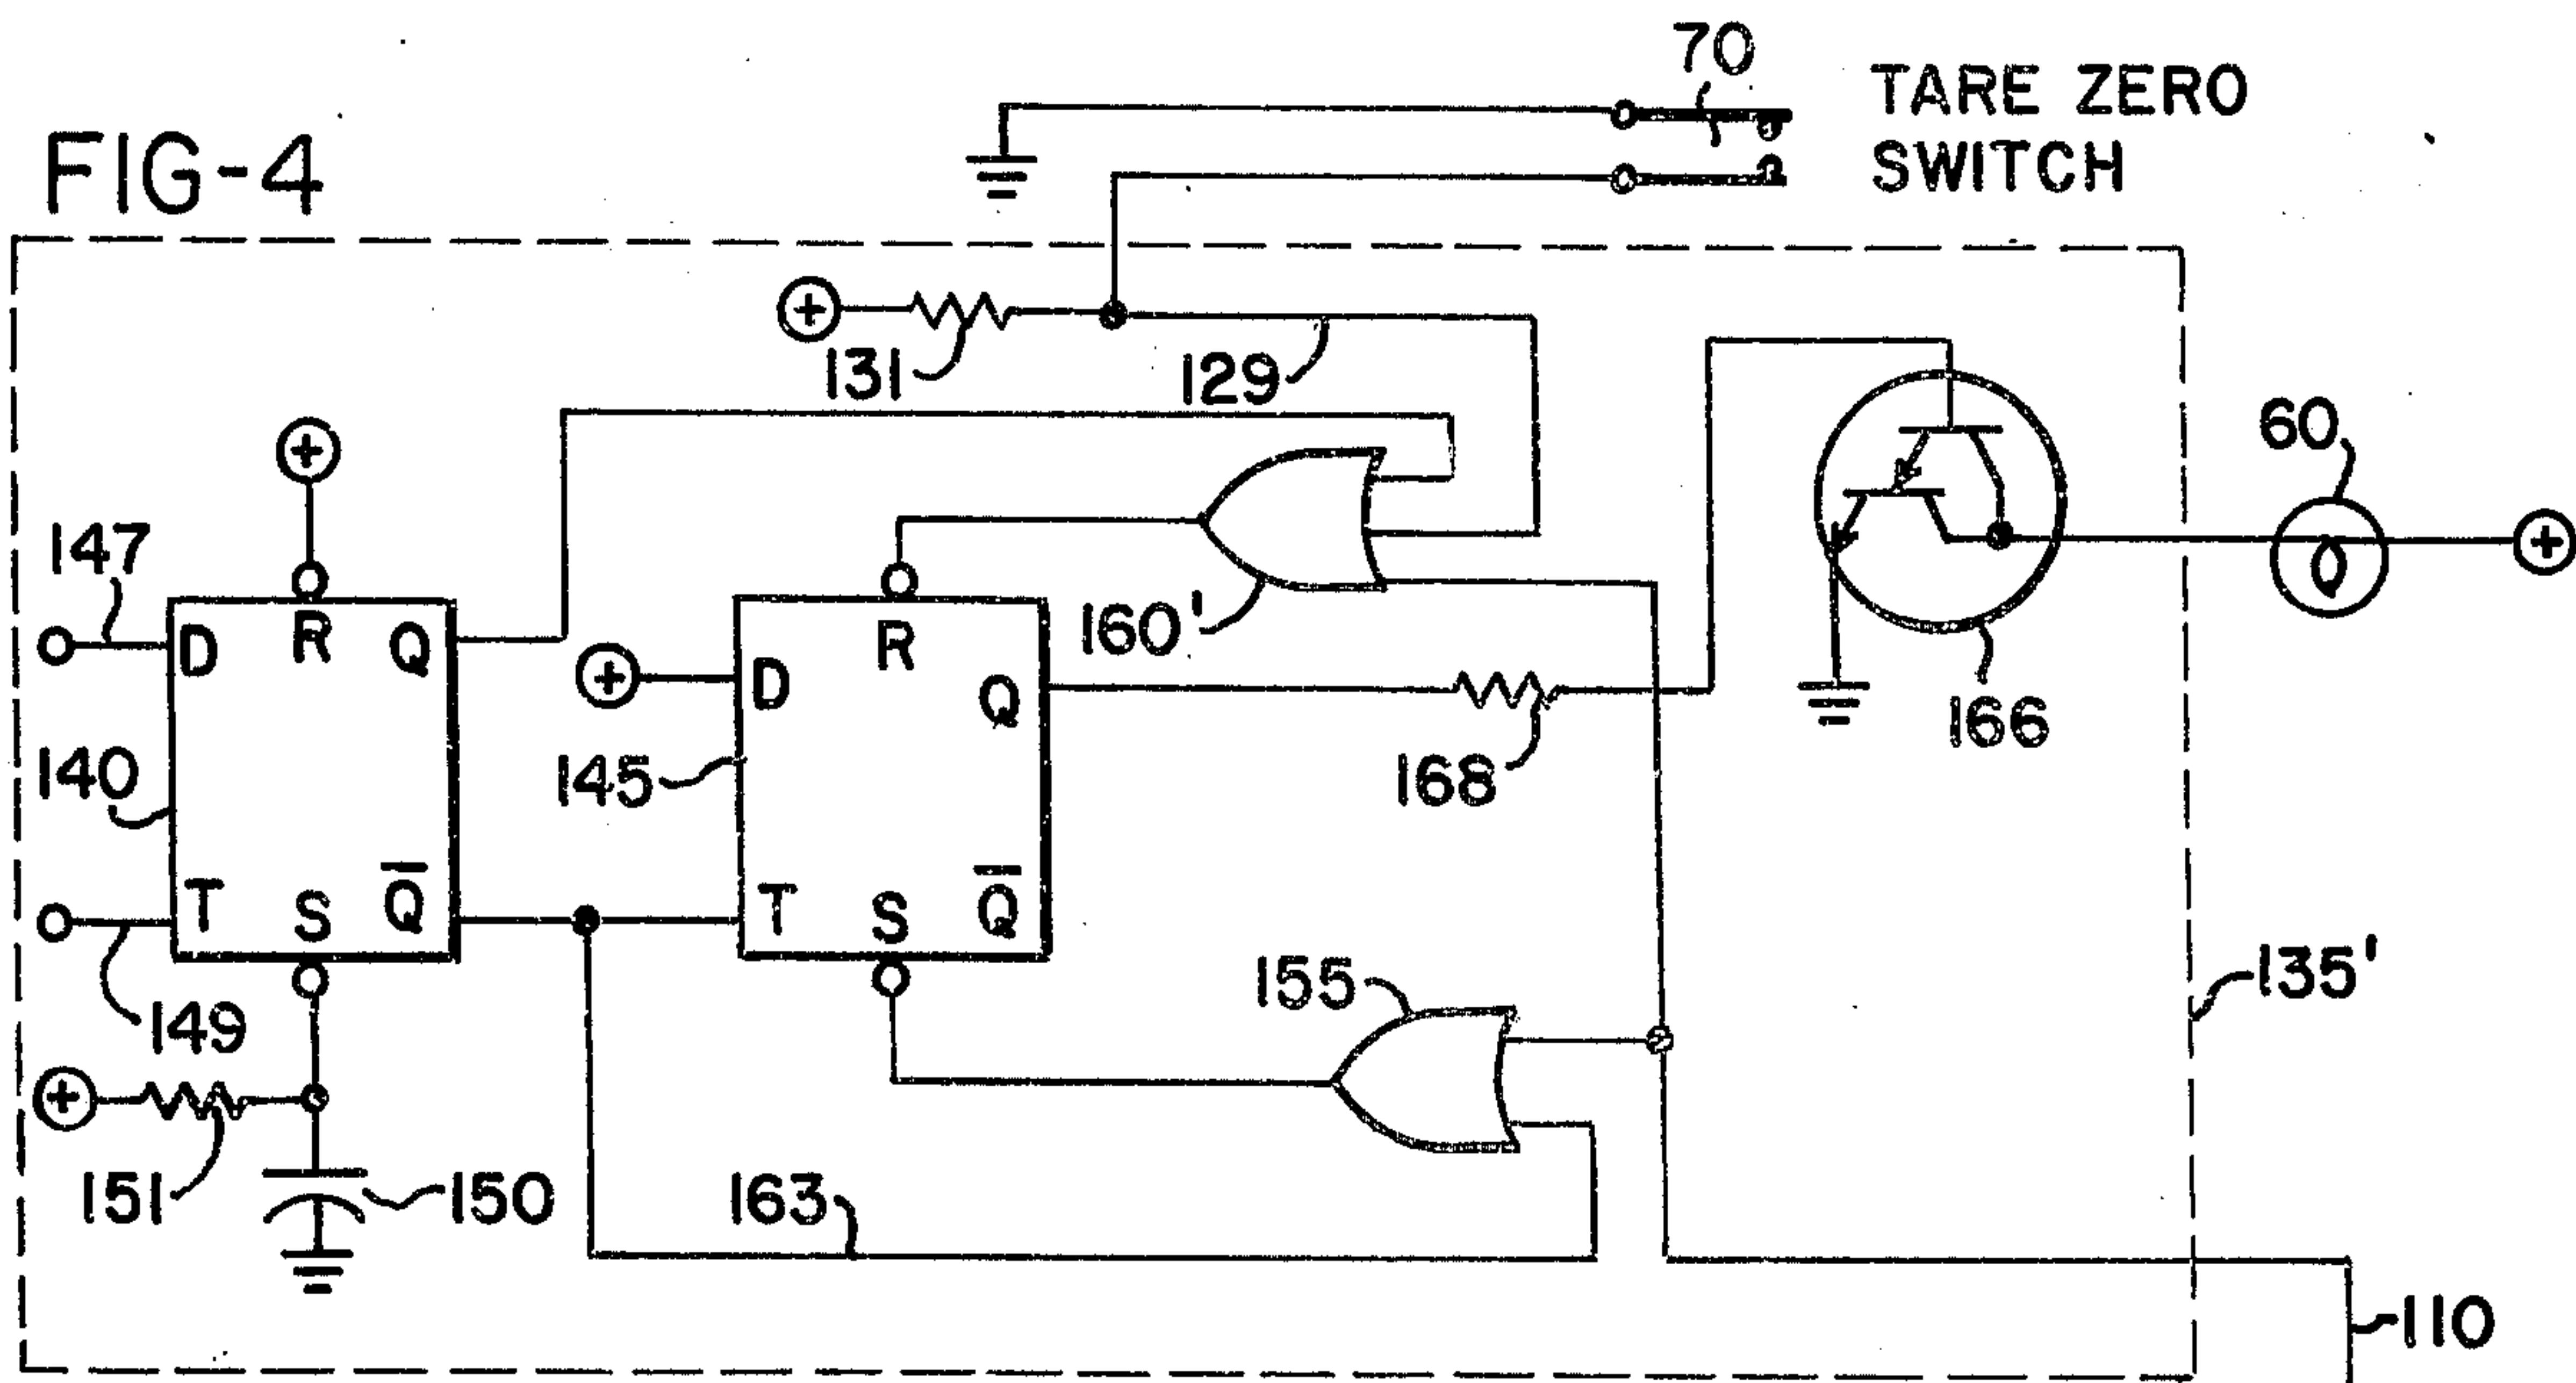 FIG-4
70
TARE ZERO
SWITCH
131
129
60
147
160'
D
R
Q
D
R
Q
166
140
145
168
T
S
Q̅
T
S
Q̅
155
135'
149
151
150
163
110